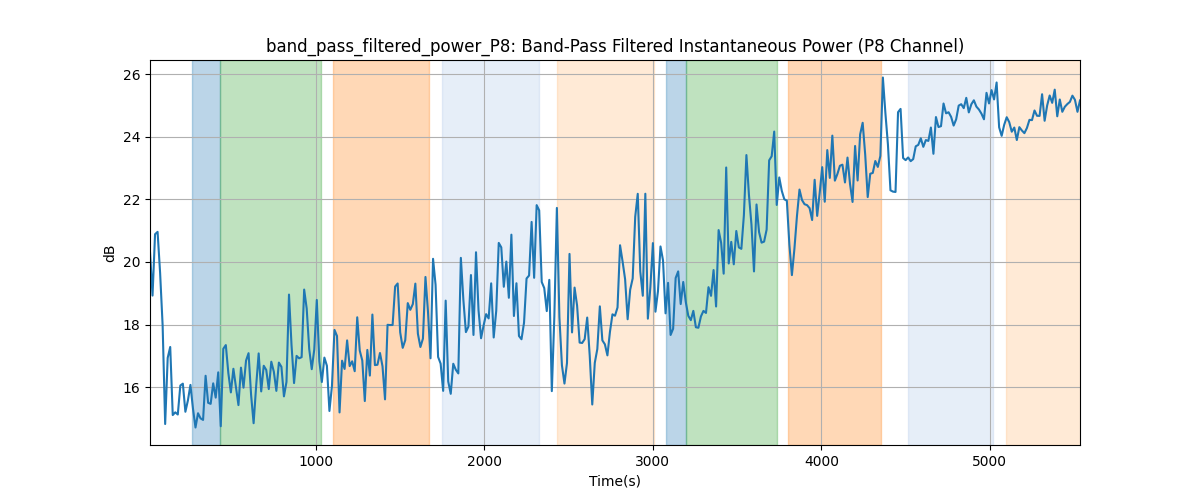 band_pass_filtered_power_P8: Band-Pass Filtered Instantaneous Power (P8 Channel)
26
24
22
20
18
16
dB
1000 2000 3000 4000 5000
Time(s)